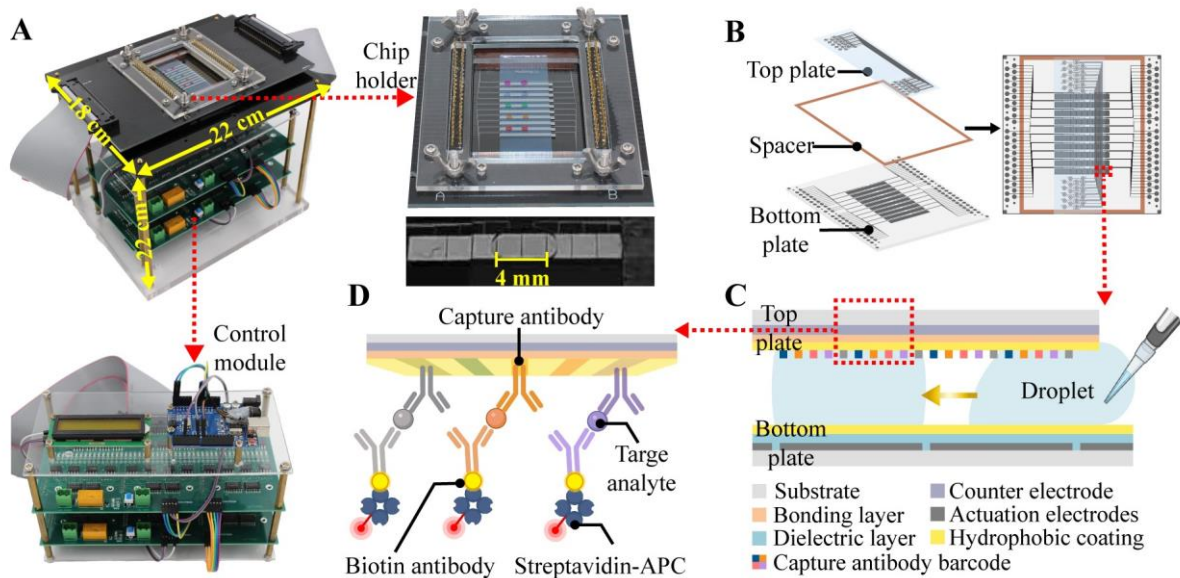 A
18 cm
22 cm
22 cm
Chip
holder
A
B
4 mm
Control
module
B
Top plate
Spacer
Bottom
plate
C
Top
plate
Droplet
Bottom
plate
Substrate
Counter electrode
Bonding layer
Actuation electrodes
Dielectric layer
Hydrophobic coating
Capture antibody barcode
D
Capture antibody
Targe
analyte
Biotin antibody
Streptavidin-APC